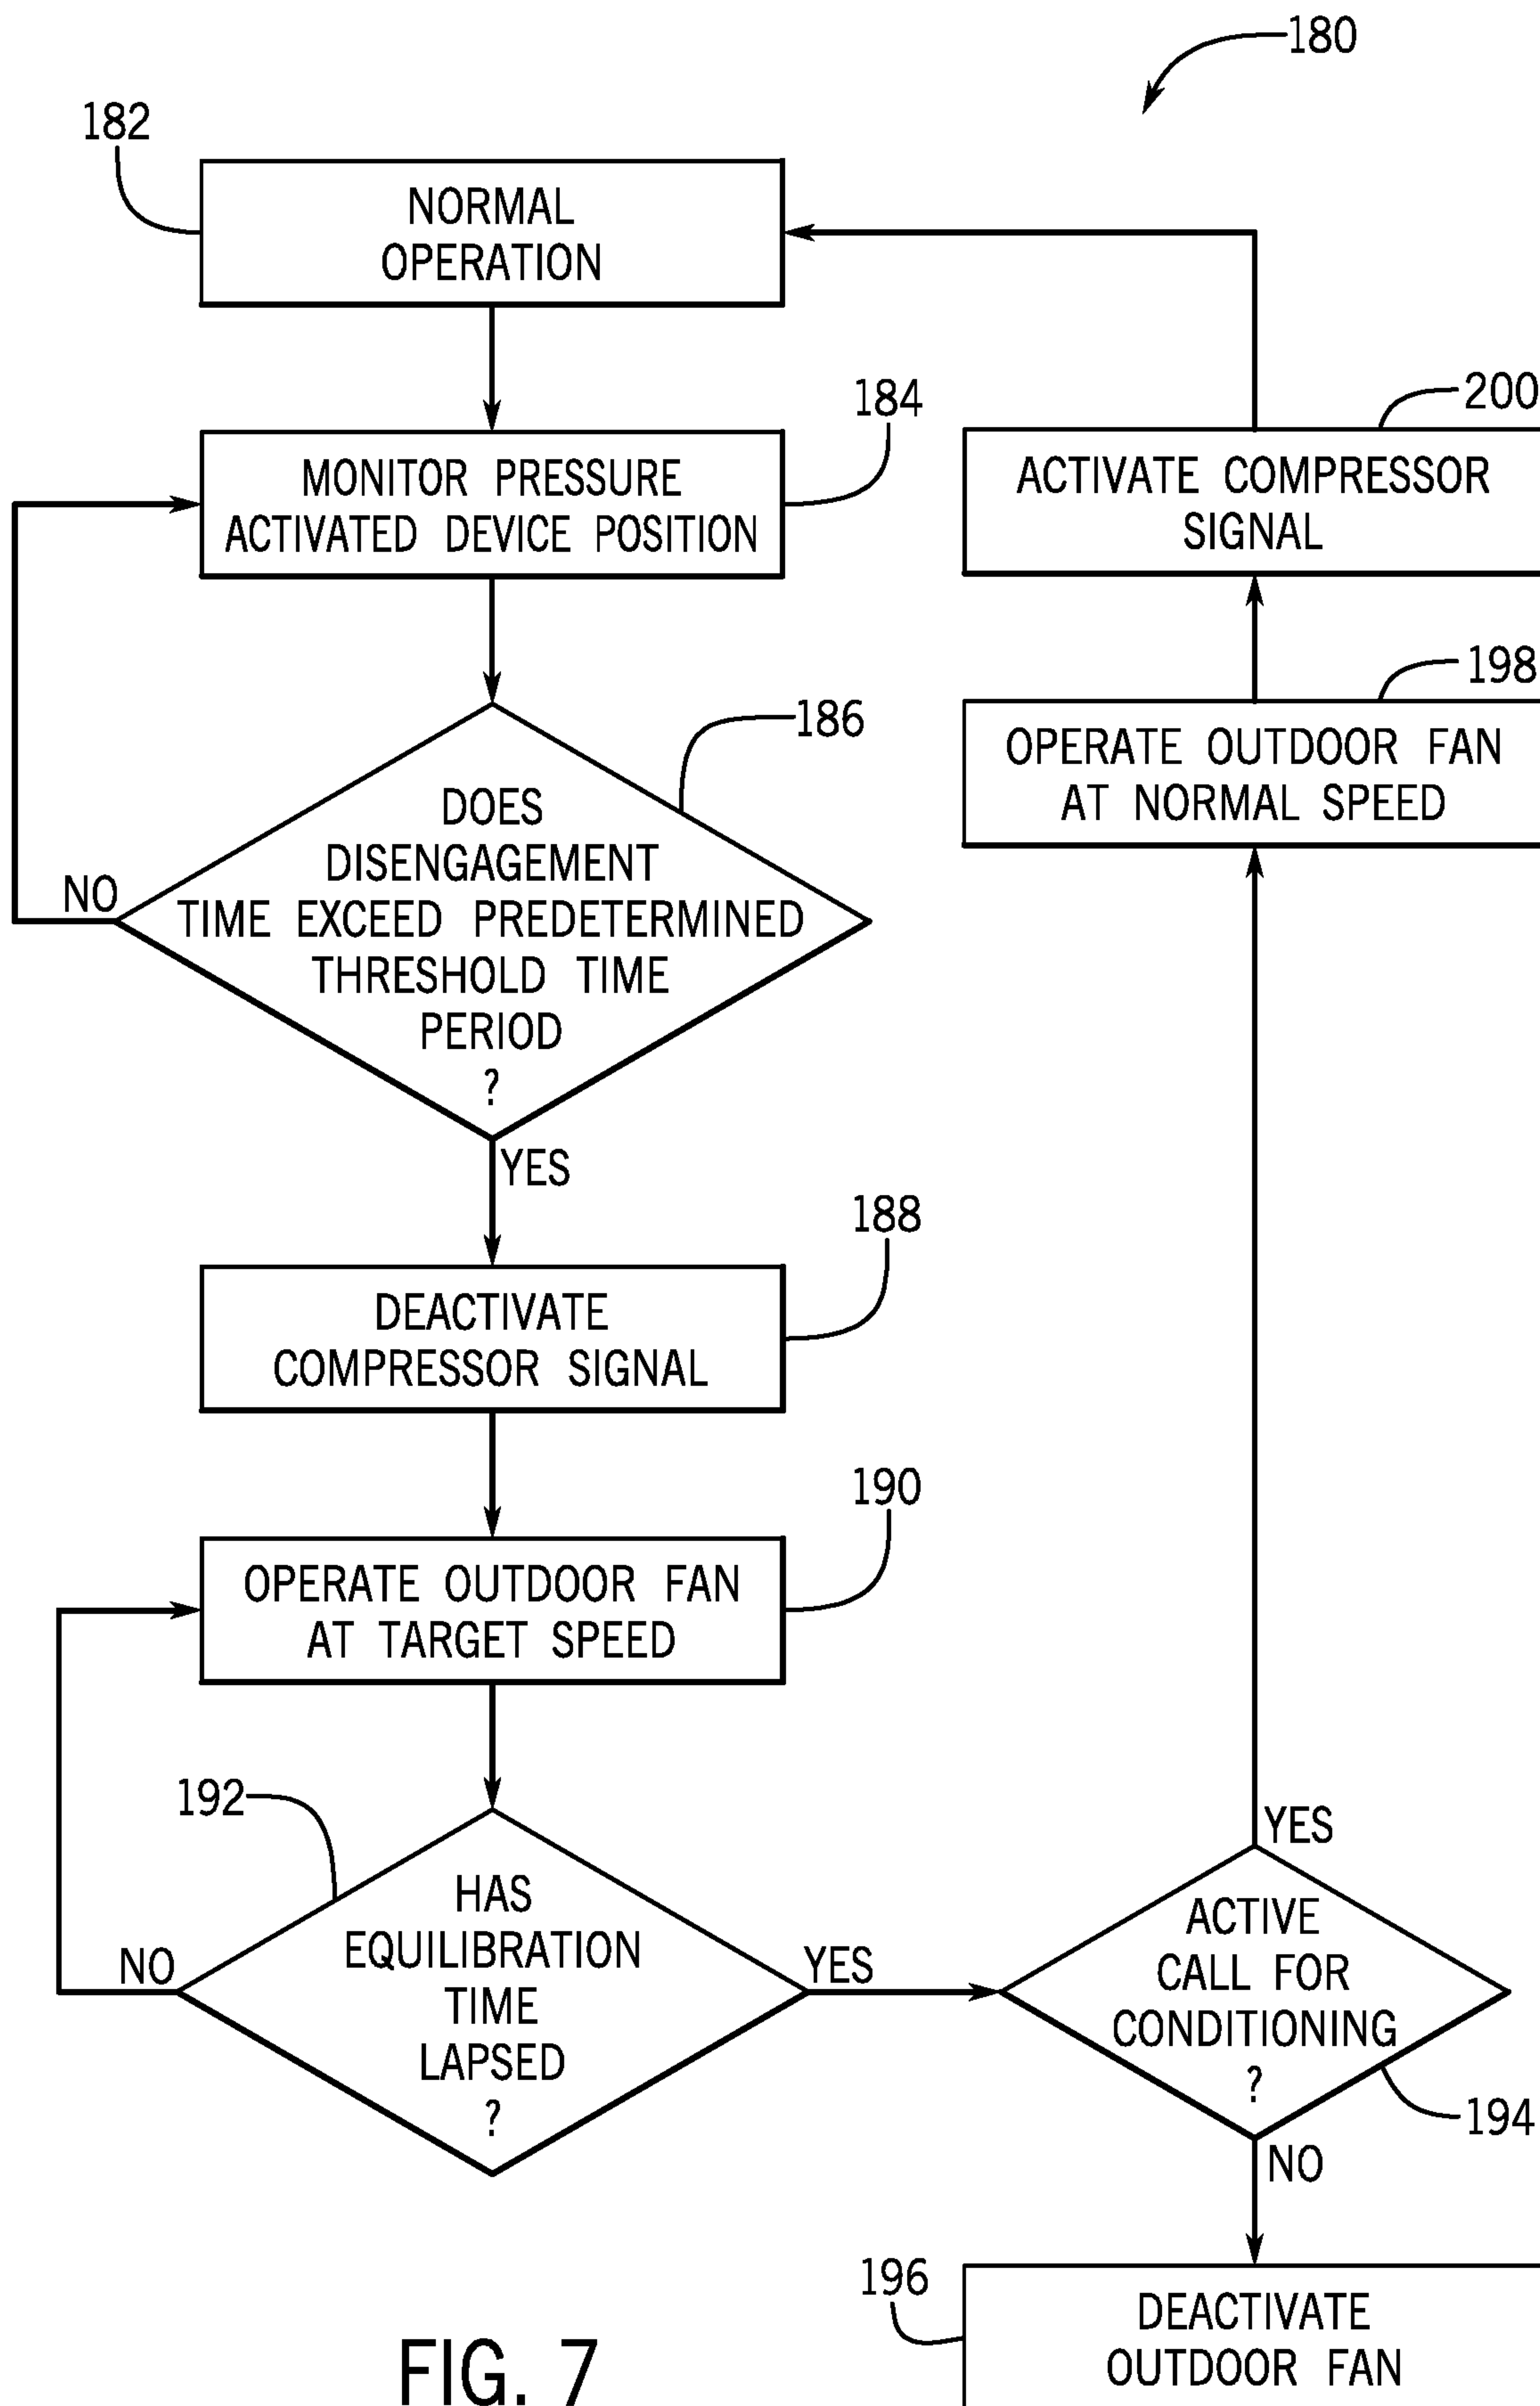 180
182
NORMAL
OPERATION
184
MONITOR PRESSURE
ACTIVATED DEVICE POSITION
186
DOES
DISENGAGEMENT
TIME EXCEED PREDETERMINED
THRESHOLD TIME
PERIOD
?
NO
YES
188
DEACTIVATE
COMPRESSOR SIGNAL
190
OPERATE OUTDOOR FAN
AT TARGET SPEED
192
HAS
EQUILIBRATION
TIME
LAPSED
?
NO
YES
ACTIVE
CALL FOR
CONDITIONING
?
194
YES
NO
196
DEACTIVATE
OUTDOOR FAN
198
OPERATE OUTDOOR FAN
AT NORMAL SPEED
200
ACTIVATE COMPRESSOR
SIGNAL
FIG. 7